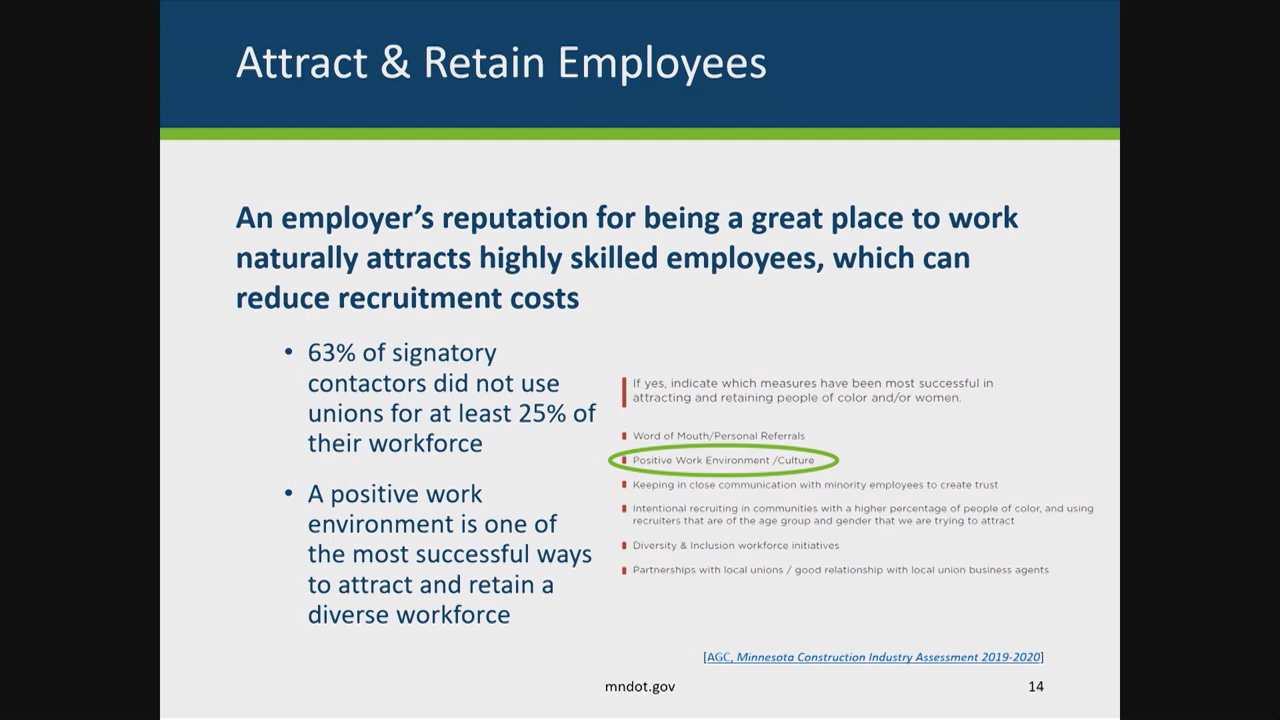 Attract & Retain Employees
An employer’s reputation for being a great place to work
naturally attracts highly skilled employees, which can
reduce recruitment costs
• 63% of signatory
contactors did not use
unions for at least 25% of
their workforce
• A positive work
environment is one of
the most successful ways
to attract and retain a
diverse workforce
If yes, indicate which measures have been most successful in
attracting and retaining people of color and/or women.
Word of Mouth/Personal Referrals
Positive Work Environment /Culture
Keeping in close communication with minority employees to create trust
Intentional recruiting in communities with a higher percentage of people of color, and using
recruiters that are of the age group and gender that we are trying to attract
Diversity & Inclusion workforce initiatives
Partnerships with local unions / good relationship with local union business agents
[AGC, Minnesota Construction Industry Assessment 2019-2020]
mndot.gov
14